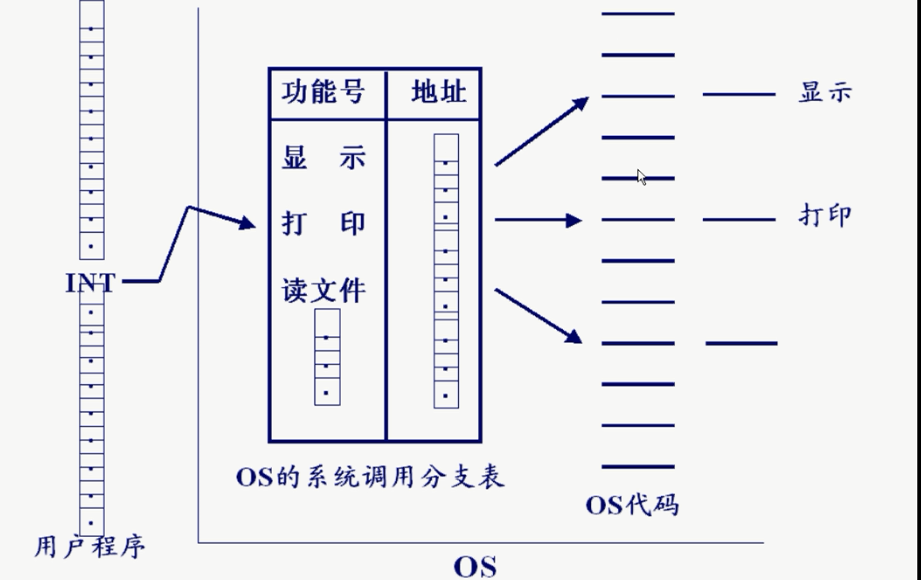 功能号 地址
显 示
打 印
读文件
INT
显示
打印
OS的系统调用分支表
OS代码
用户程序
OS